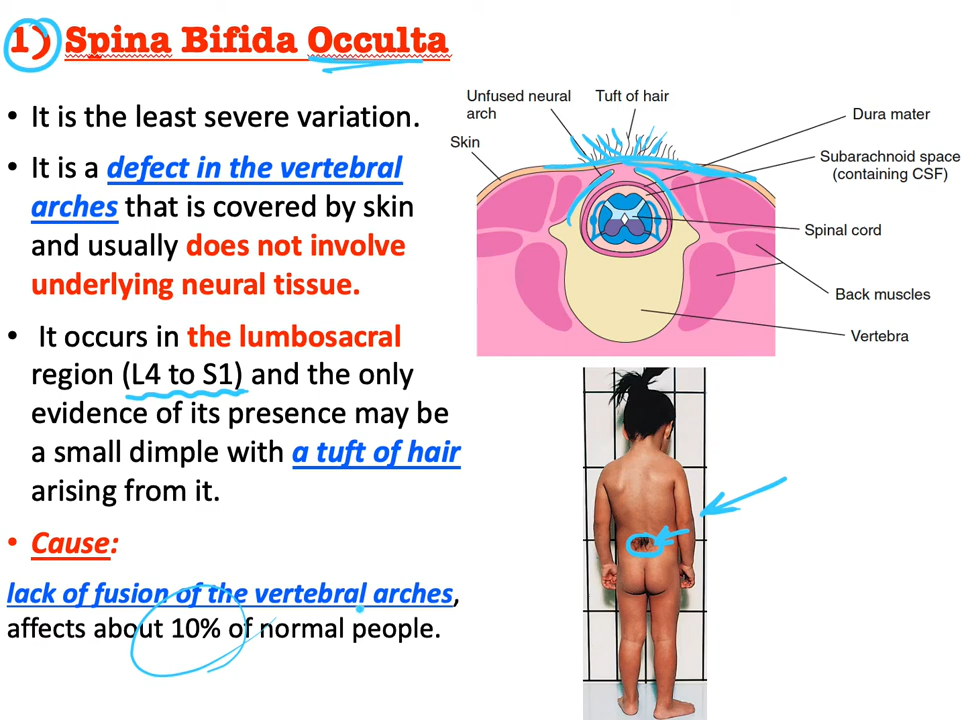 1) Spina Bifida Occulta
• It is the least severe variation.
• It is a defect in the vertebral
arches that is covered by skin
and usually does not involve
underlying neural tissue.
• It occurs in the lumbosacral
region (L4 to S1) and the only
evidence of its presence may be
a small dimple with a tuft of hair
arising from it.
• Cause:
lack of fusion of the vertebral arches,
affects about 10% of normal people.
Unfused neural
arch
Tuft of hair
Skin
Dura mater
Subarachnoid space
(containing CSF)
Spinal cord
Back muscles
Vertebra